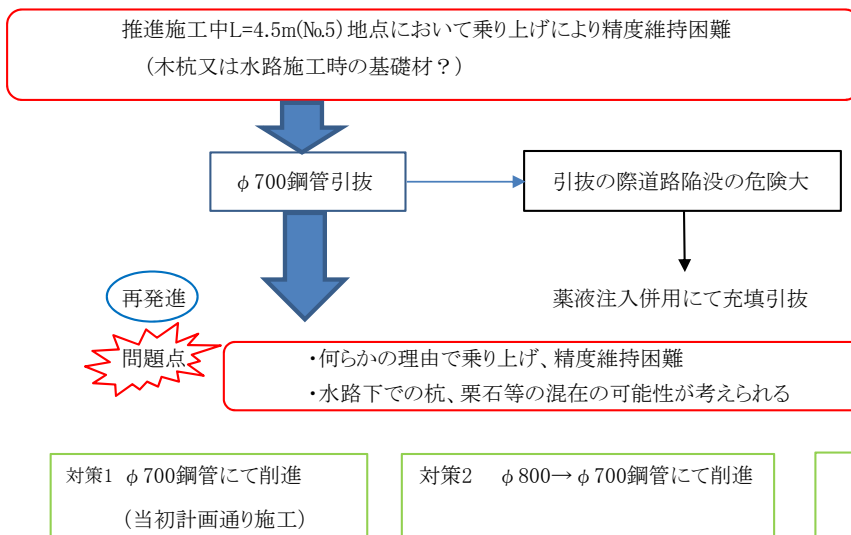 推進施工中L=4.5m(№5)地点において乗り上げにより精度維持困難
(木杭又は水路施工時の基礎材？)
φ700鋼管引抜
引抜の際道路陥没の危険大
再発進
薬液注入併用にて充填引抜
問題点
・何らかの理由で乗り上げ、精度維持困難
・水路下での杭、栗石等の混在の可能性が考えられる
対策1 φ700鋼管にて削進
(当初計画通り施工)
対策2 φ800→φ700鋼管にて削進